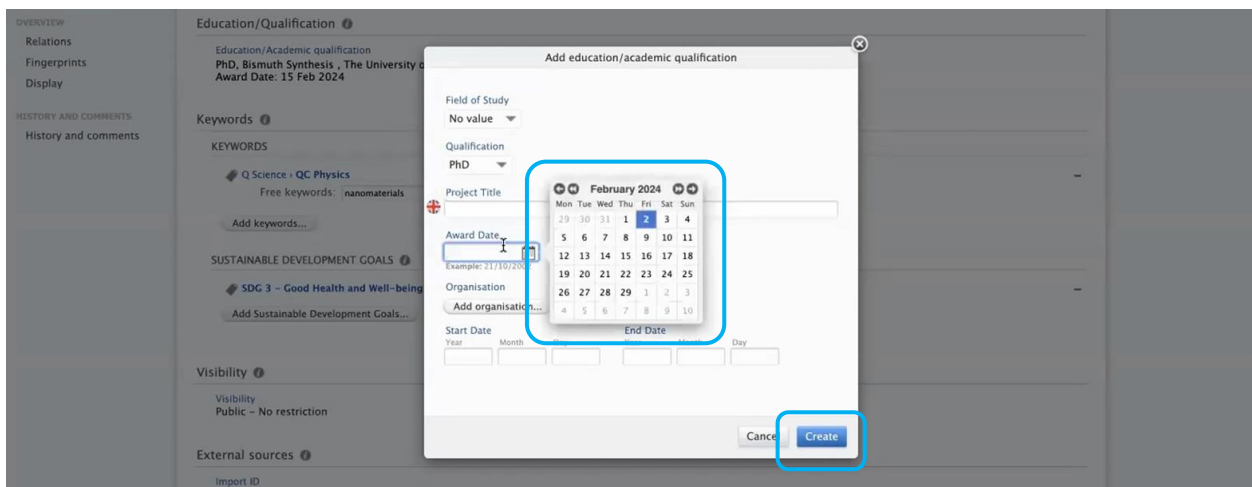 OVERVIEW
Relations
Fingerprints
Display
HISTORY AND COMMENTS
History and comments
Education/Qualification
Education/Academic qualification
PhD, Bismuth Synthesis , The University
Award Date: 15 Feb 2024
Keywords
KEYWORDS
Q Science › QC Physics
Free keywords: nanomaterials
Add keywords...
SUSTAINABLE DEVELOPMENT GOALS
SDG 3 – Good Health and Well-being
Add Sustainable Development Goals...
Visibility
Visibility
Public – No restriction
External sources
Import ID
Add education/academic qualification
Field of Study
No value
Qualification
PhD
Project Title
Award Date
Example: 21/10/200
Organisation
Add organisation...
Start Date
End Date
Year Month
Day
February 2024
Mon Tue Wed Thu Fri Sat Sun
29 30 31 1 2 3 4
5 6 7 8 9 10 11
12 13 14 15 16 17 18
19 20 21 22 23 24 25
26 27 28 29 1 2 3
4 5 6 7 8 9 10
Cancel
Create